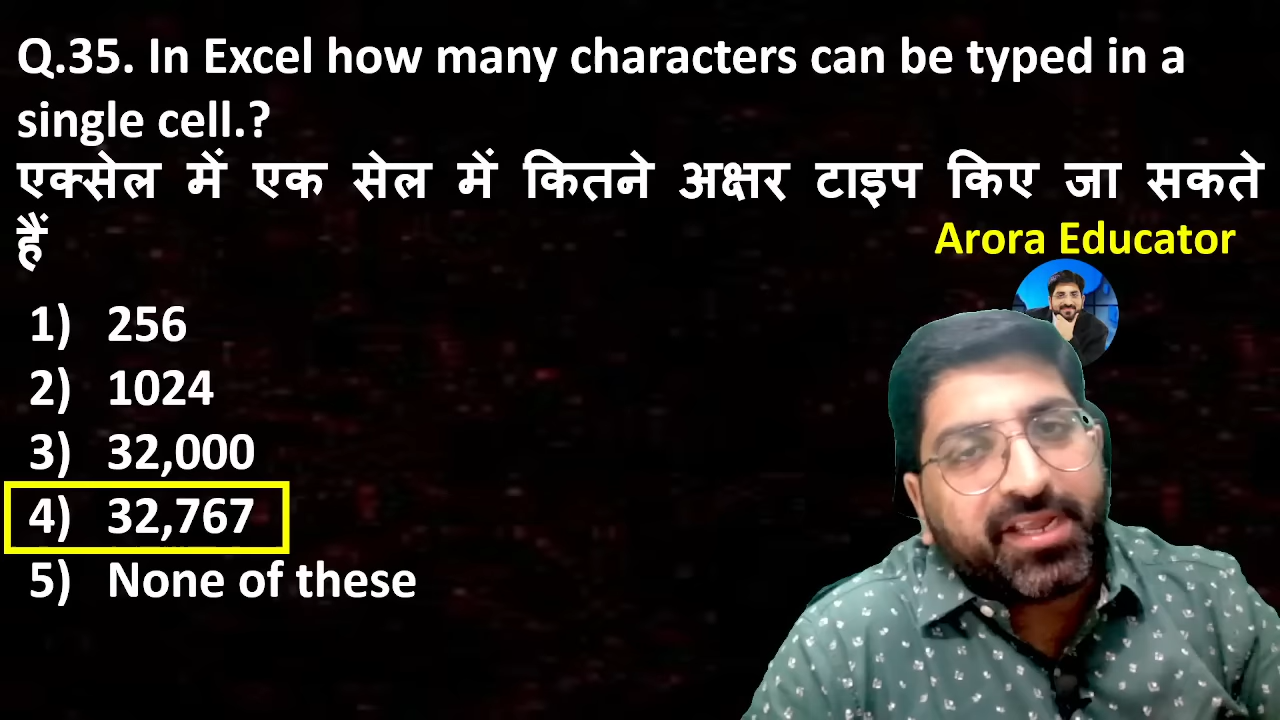 Q.35. In Excel how many characters can be typed in a
single cell.?
एक्सेल में एक सेल में कितने अक्षर टाइप किए जा सकते
हैं
Arora Educator
1) 256
2) 1024
3) 32,000
4) 32,767
5) None of these